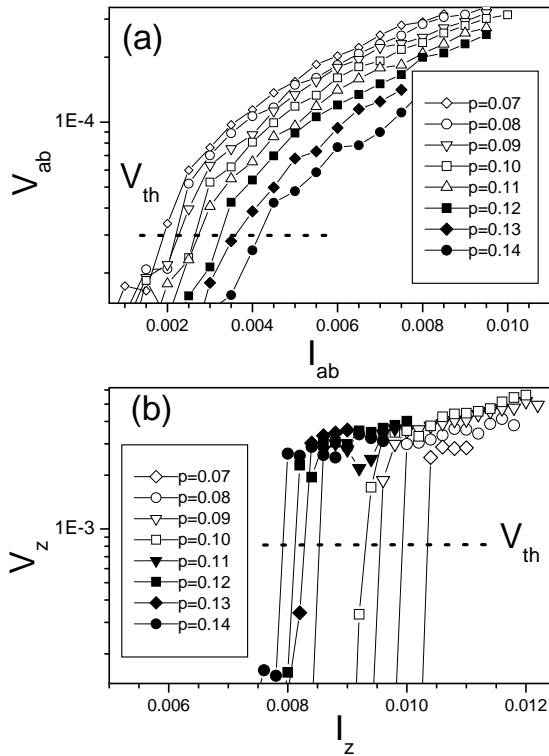 (a)
1E-4
V_ab
V_th
p=0.07
p=0.08
p=0.09
p=0.10
p=0.11
p=0.12
p=0.13
p=0.14
0.002 0.004 0.006 0.008 0.010
I_ab
(b)
1E-3
V_z
V_th
p=0.07
p=0.08
p=0.09
p=0.10
p=0.11
p=0.12
p=0.13
p=0.14
0.006 0.008 0.010 0.012
I_z